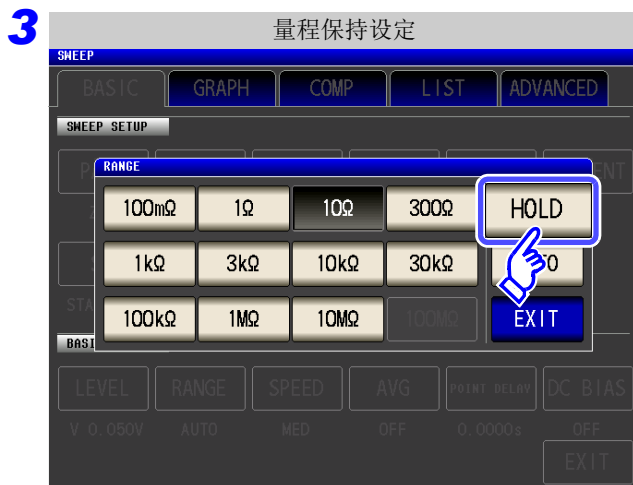 3
量程保持设定
SWEEP
BASIC GRAPH COMP LIST ADVANCED
SWEEP SETUP
RANGE
100mΩ 1Ω 10Ω 300Ω HOLD
1kΩ 3kΩ 10kΩ 30kΩ
100kΩ 1MΩ 10MΩ 100MΩ EXIT
LEVEL RANGE SPEED AVG POINT DELAY DC BIAS
V 0.050V AUTO MED OFF 0.0000s OFF
EXIT